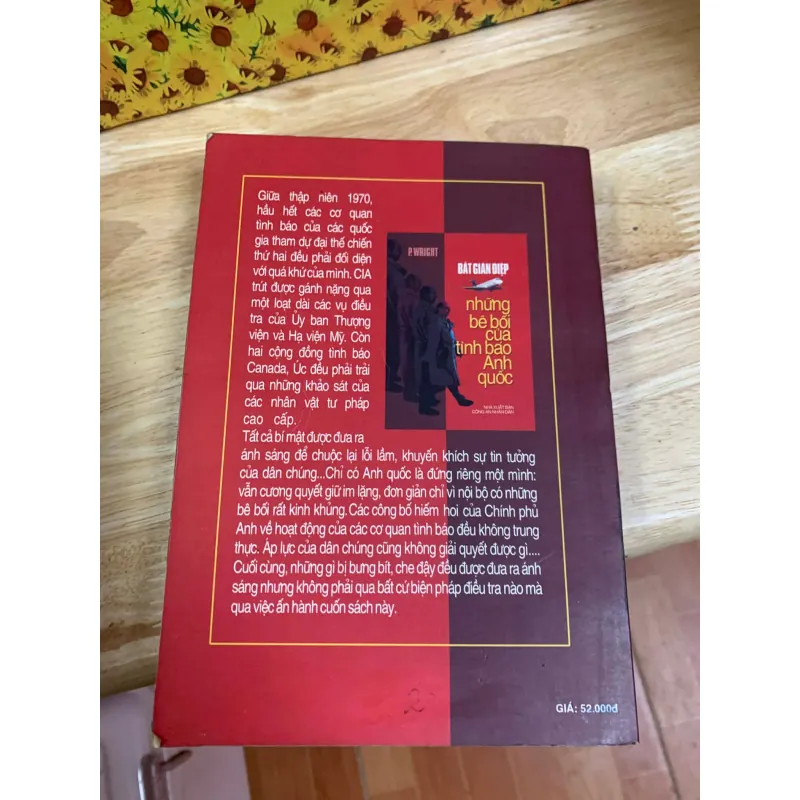 Giữa thập niên 1970,
hầu hết các cơ quan
tình báo của các quốc
gia tham dự đại thế chiến
thứ hai đều phải đối diện
với quá khứ của mình. CIA
trút được gánh nặng qua
một loạt dài các vụ điều
tra của Ủy ban Thượng
viện và Hạ viện Mỹ. Còn
hai cộng đồng tình báo
Canada, Úc đều phải trải
qua những khảo sát của
các nhân vật tư pháp
cao cấp.
Tất cả bí mật được đưa ra
ánh sáng để chuộc lại lỗi lầm, khuyến khích sự tin tưởng
của dân chúng...Chỉ có Anh quốc là đứng riêng một mình:
vẫn cương quyết giữ im lặng, đơn giản chỉ vì nội bộ có những
bê bối rất kinh khủng. Các công bố hiếm hoi của Chính phủ
Anh về hoạt động của các cơ quan tình báo đều không trung
thực. Áp lực của dân chúng cũng không giải quyết được gì....
Cuối cùng, những gì bị bưng bít, che đậy đều được đưa ra ánh
sáng nhưng không phải qua bất cứ biện pháp điều tra nào mà
qua việc ấn hành cuốn sách này.
P. WRIGHT
BẮT GIÁN ĐIỆP
những
bê bối
của
tình báo
Anh
quốc
NHÀ XUẤT BẢN
CÔNG AN NHÂN DÂN
2
GIÁ: 52.000đ